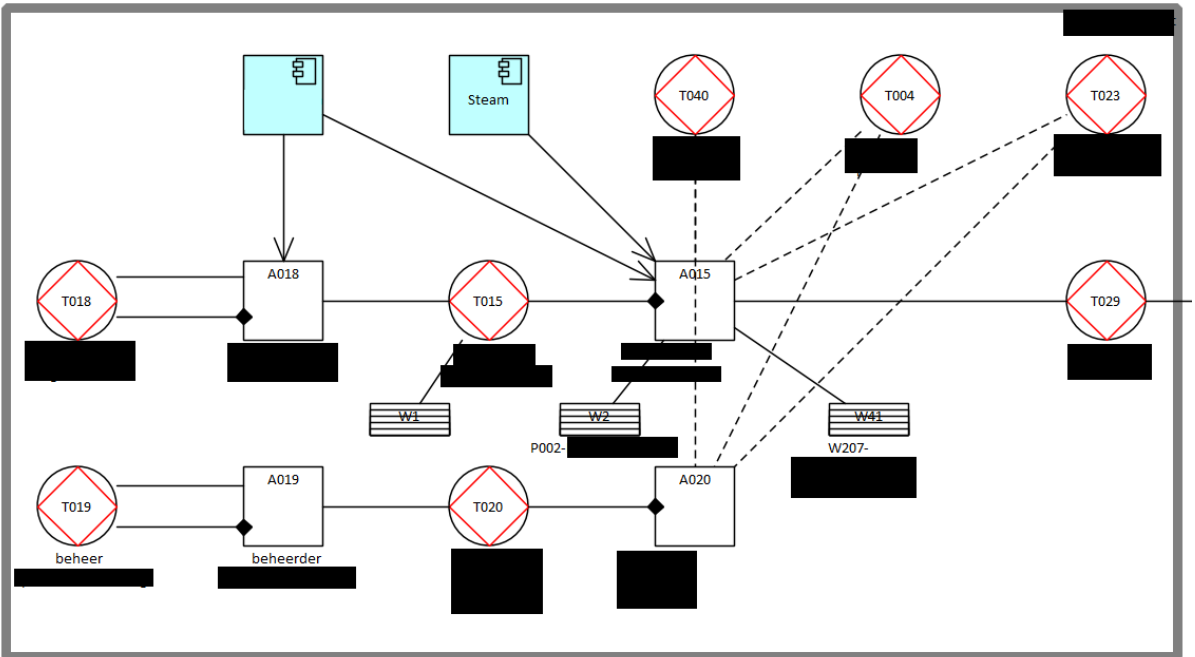 Steam
T040
T004
T023
T018
A018
T015
A015
T029
W1
W2
W41
P002-
W207-
T019
A019
T020
A020
beheer
beheerder